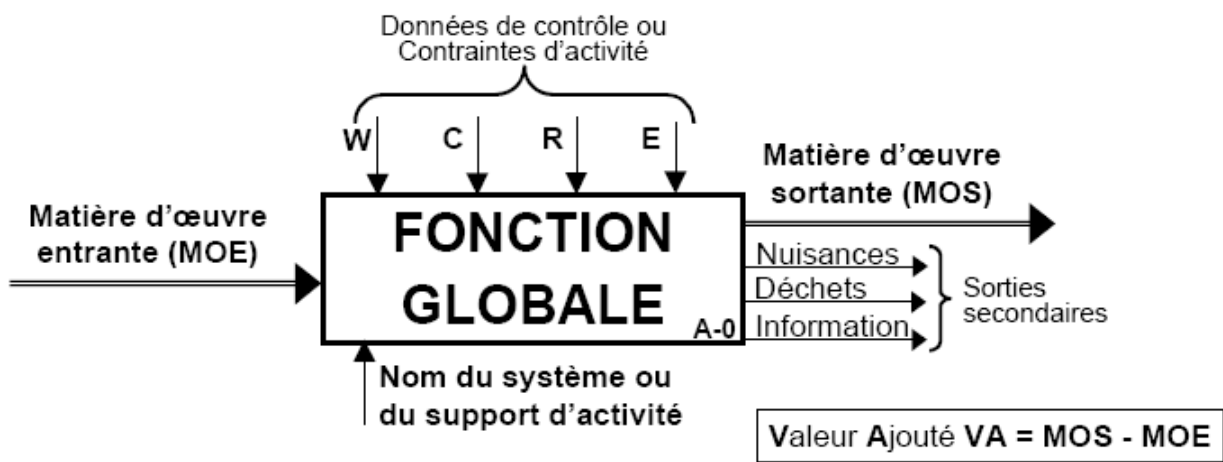 Données de contrôle ou
Contraintes d'activité
W
C
R
E
Matière d'œuvre
entrante (MOE)
FONCTION
GLOBALE
A-0
Matière d'œuvre
sortante (MOS)
Nuisances
Déchets
Information
Sorties
secondaires
Nom du système ou
du support d'activité
Valeur Ajouté VA = MOS - MOE